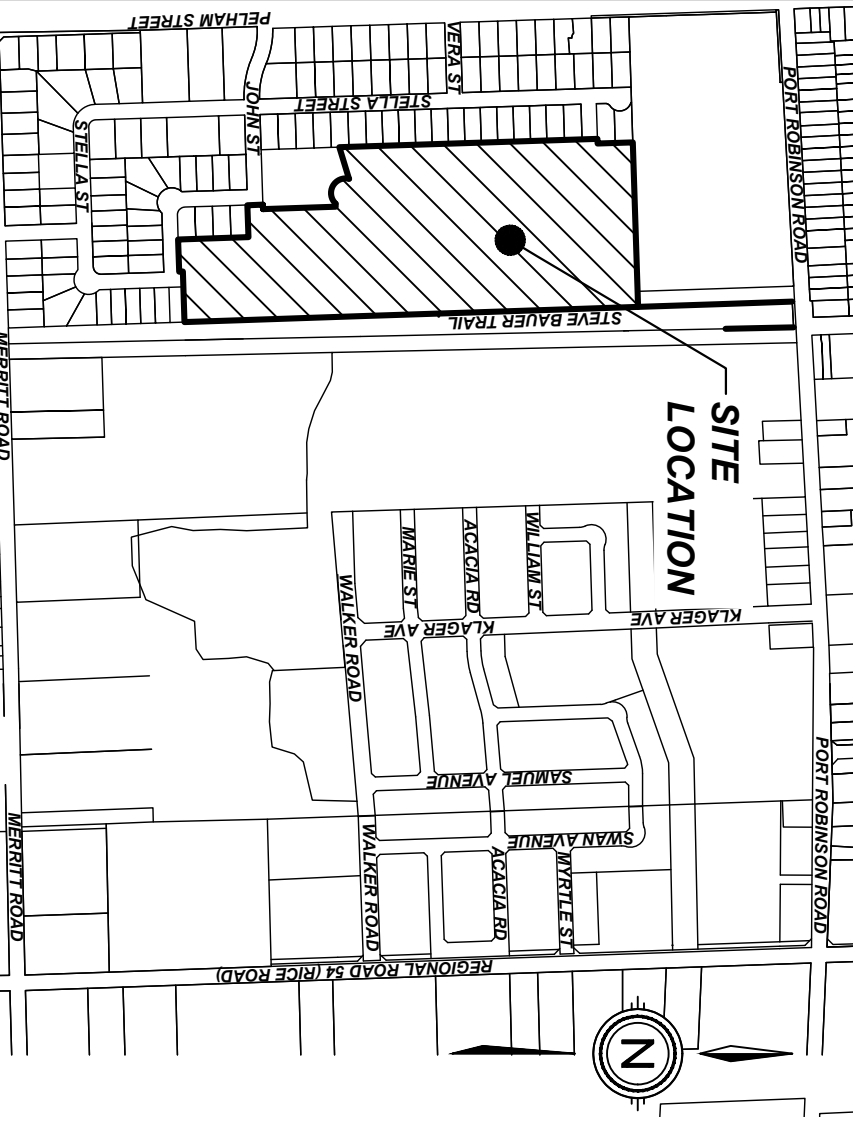 PELHAM STREET
VERA ST
STELLA STREET
JOHN ST
STELLA ST
PORT ROBINSON ROAD
STEVE BAUER TRAIL
MERRITT ROAD
SITE
LOCATION
WILLIAM ST
ACACIA RD
MARIE ST
WALKER ROAD
KLAGER AVE
KLAGER AVE
SAMUEL AVENUE
SWAN AVENUE
PORT ROBINSON ROAD
MERRITT ROAD
WALKER ROAD
ACACIA RD
MYRTLE ST
REGIONAL ROAD 54 (RICE ROAD)
N